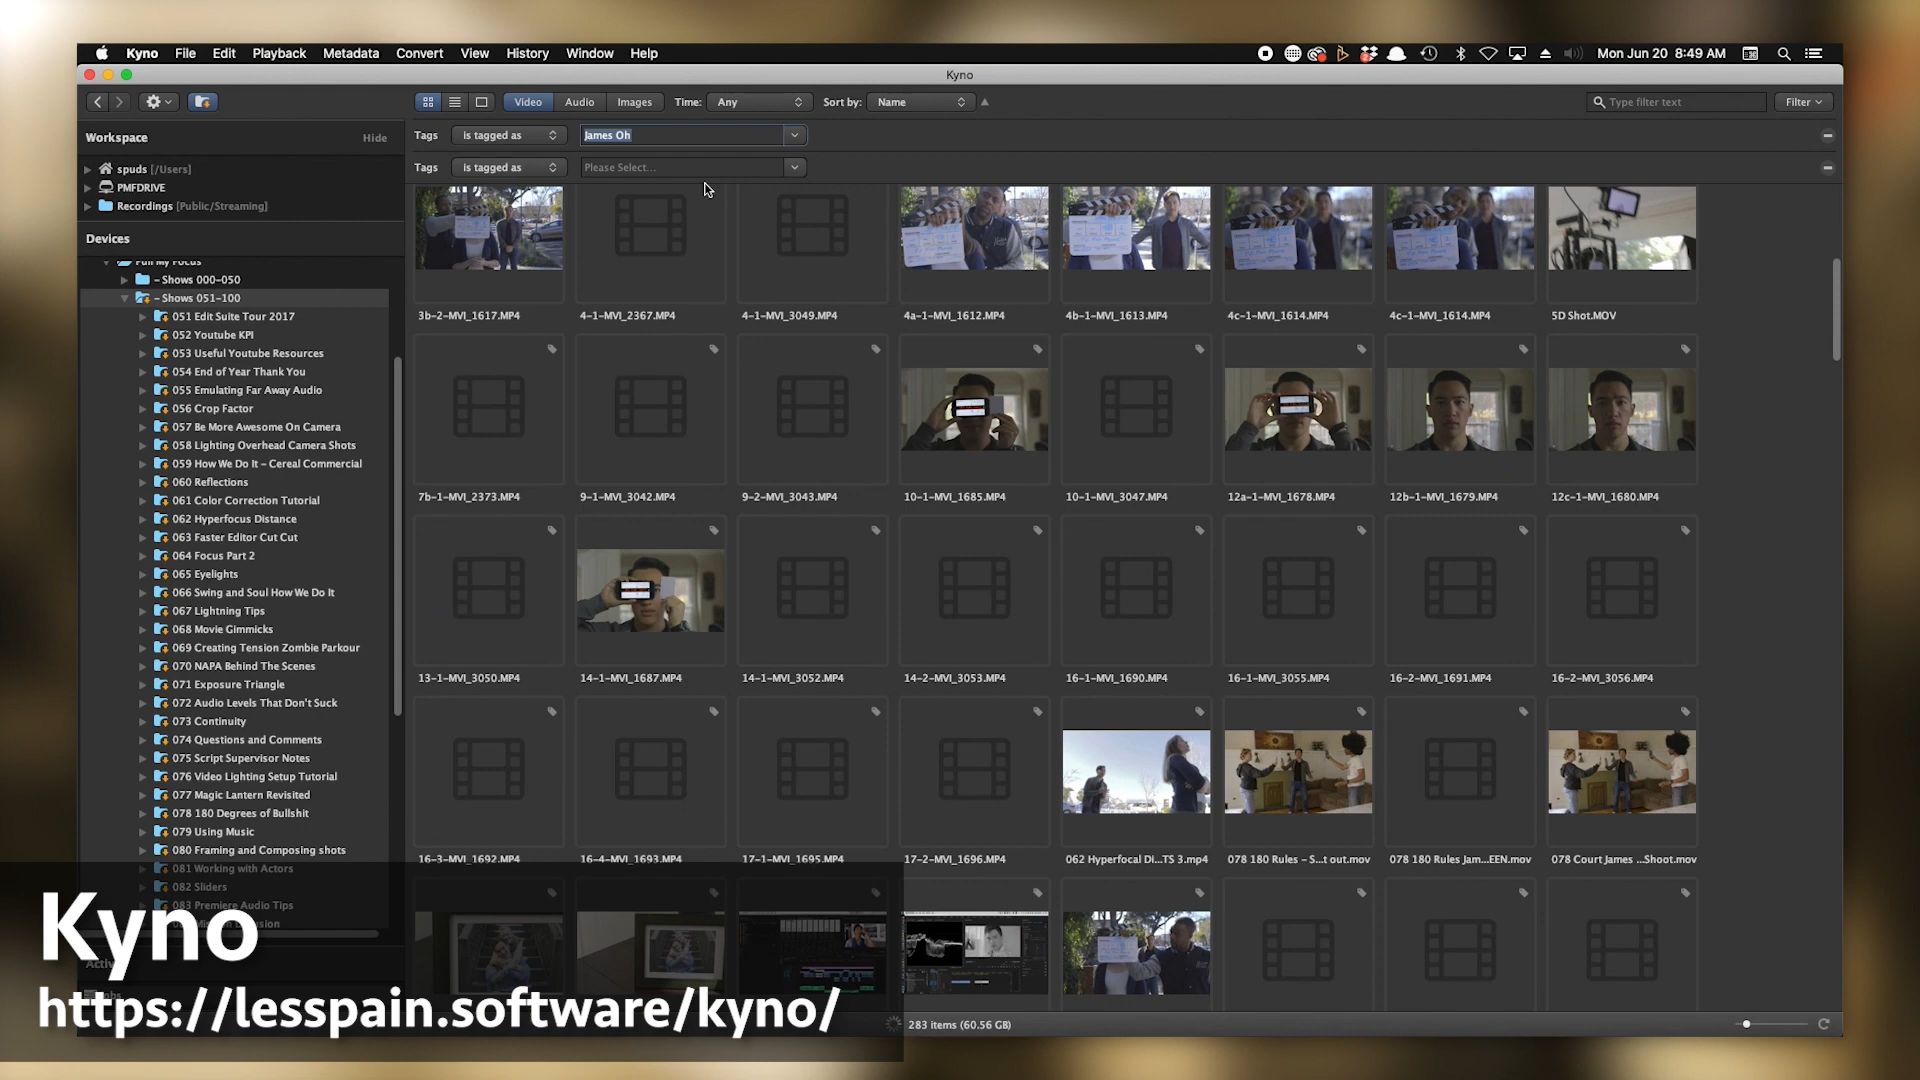 Kyno File Edit Playback Metadata Convert View History Window Help
Mon Jun 20 8:49 AM
Kyno
Video Audio Images Time: Any Sort by: Name
Type filter text Filter
Workspace Hide
Tags is tagged as James Oh
Tags is tagged as Please Select...
spuds [/Users]
PMFDRIVE
Recordings [Public/Streaming]
Devices
Pull My Focus
– Shows 000–050
– Shows 051–100
051 Edit Suite Tour 2017
052 Youtube KPI
053 Useful Youtube Resources
054 End of Year Thank You
055 Emulating Far Away Audio
056 Crop Factor
057 Be More Awesome On Camera
058 Lighting Overhead Camera Shots
059 How We Do It – Cereal Commercial
060 Reflections
061 Color Correction Tutorial
062 Hyperfocus Distance
063 Faster Editor Cut Cut
064 Focus Part 2
065 Eyelights
066 Swing and Soul How We Do It
067 Lightning Tips
068 Movie Gimmicks
069 Creating Tension Zombie Parkour
070 NAPA Behind The Scenes
071 Exposure Triangle
072 Audio Levels That Don't Suck
073 Continuity
074 Questions and Comments
075 Script Supervisor Notes
076 Video Lighting Setup Tutorial
077 Magic Lantern Revisited
078 180 Degrees of Bullshit
079 Using Music
080 Framing and Composing shots
081 Working with Actors
082 Sliders
083 Premiere Audio Tips
3b–2–MVI_1617.MP4 4–1–MVI_2367.MP4 4–1–MVI_3049.MP4 4a–1–MVI_1612.MP4 4b–1–MVI_1613.MP4 4c–1–MVI_1614.MP4 4c–1–MVI_1614.MP4 5D Shot.MOV
7b–1–MVI_2373.MP4 9–1–MVI_3042.MP4 9–2–MVI_3043.MP4 10–1–MVI_1685.MP4 10–1–MVI_3047.MP4 12a–1–MVI_1678.MP4 12b–1–MVI_1679.MP4 12c–1–MVI_1680.MP4
13–1–MVI_3050.MP4 14–1–MVI_1687.MP4 14–1–MVI_3052.MP4 14–2–MVI_3053.MP4 16–1–MVI_1690.MP4 16–1–MVI_3055.MP4 16–2–MVI_1691.MP4 16–2–MVI_3056.MP4
16–3–MVI_1692.MP4 16–4–MVI_1693.MP4 17–1–MVI_1695.MP4 17–2–MVI_1696.MP4 062 Hyperfocal Di...TS 3.mp4 078 180 Rules – S...t out.mov 078 180 Rules Jam...EEN.mov 078 Court James ...Shoot.mov
Kyno
https://lesspain.software/kyno/
283 items (60.56 GB)